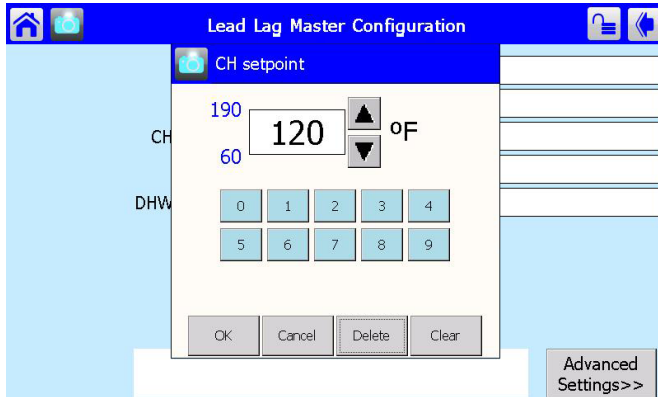 Lead Lag Master Configuration
CH setpoint
190
120 ºF
60
CH
DHW
0 1 2 3 4
5 6 7 8 9
OK Cancel Delete Clear
Advanced
Settings>>